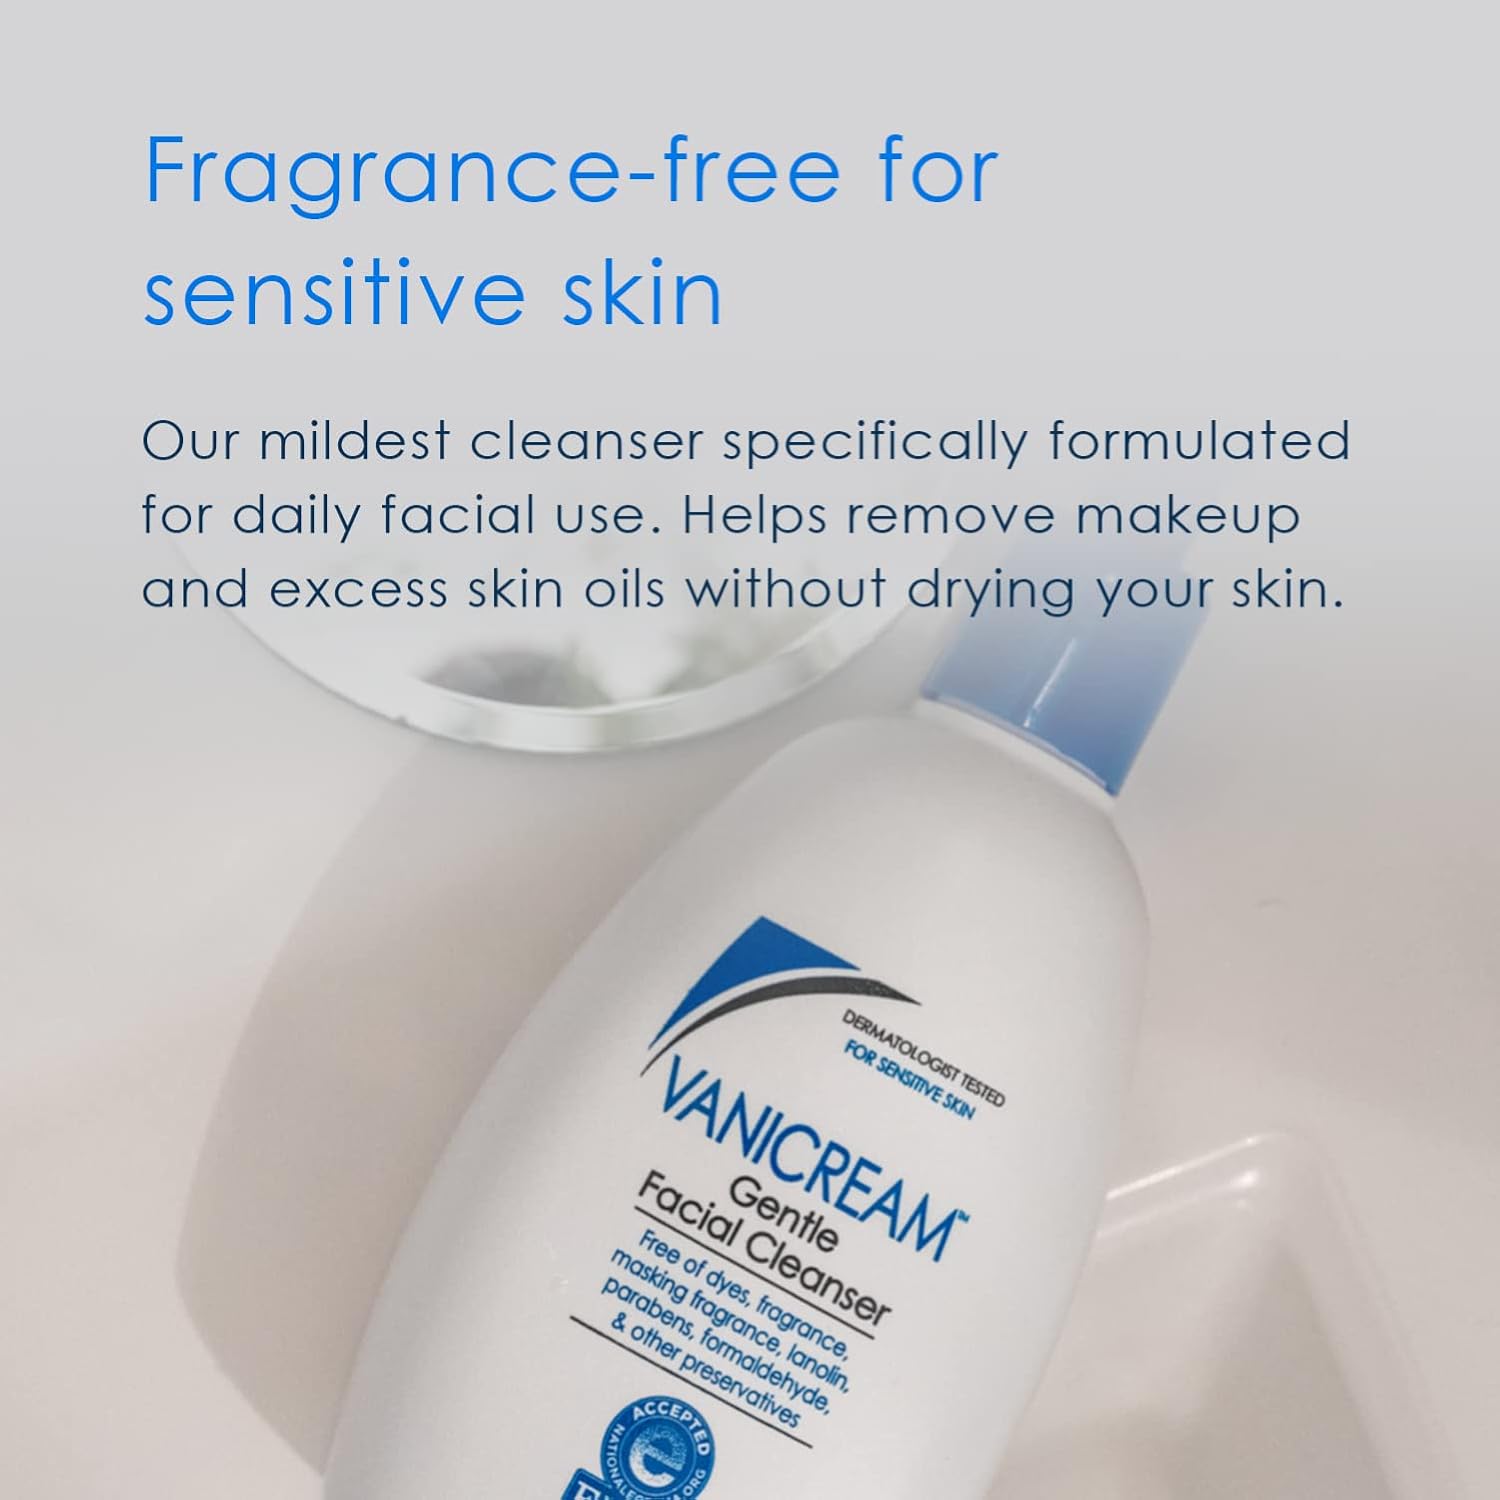 Fragrance-free for
sensitive skin
Our mildest cleanser specifically formulated
for daily facial use. Helps remove makeup
and excess skin oils without drying your skin.
DERMATOLOGIST TESTED
FOR SENSITIVE SKIN
VANICREAM™
Gentle
Facial Cleanser
Free of dyes, fragrance,
masking fragrance, lanolin,
parabens, formaldehyde,
& other preservatives
ACCEPTED